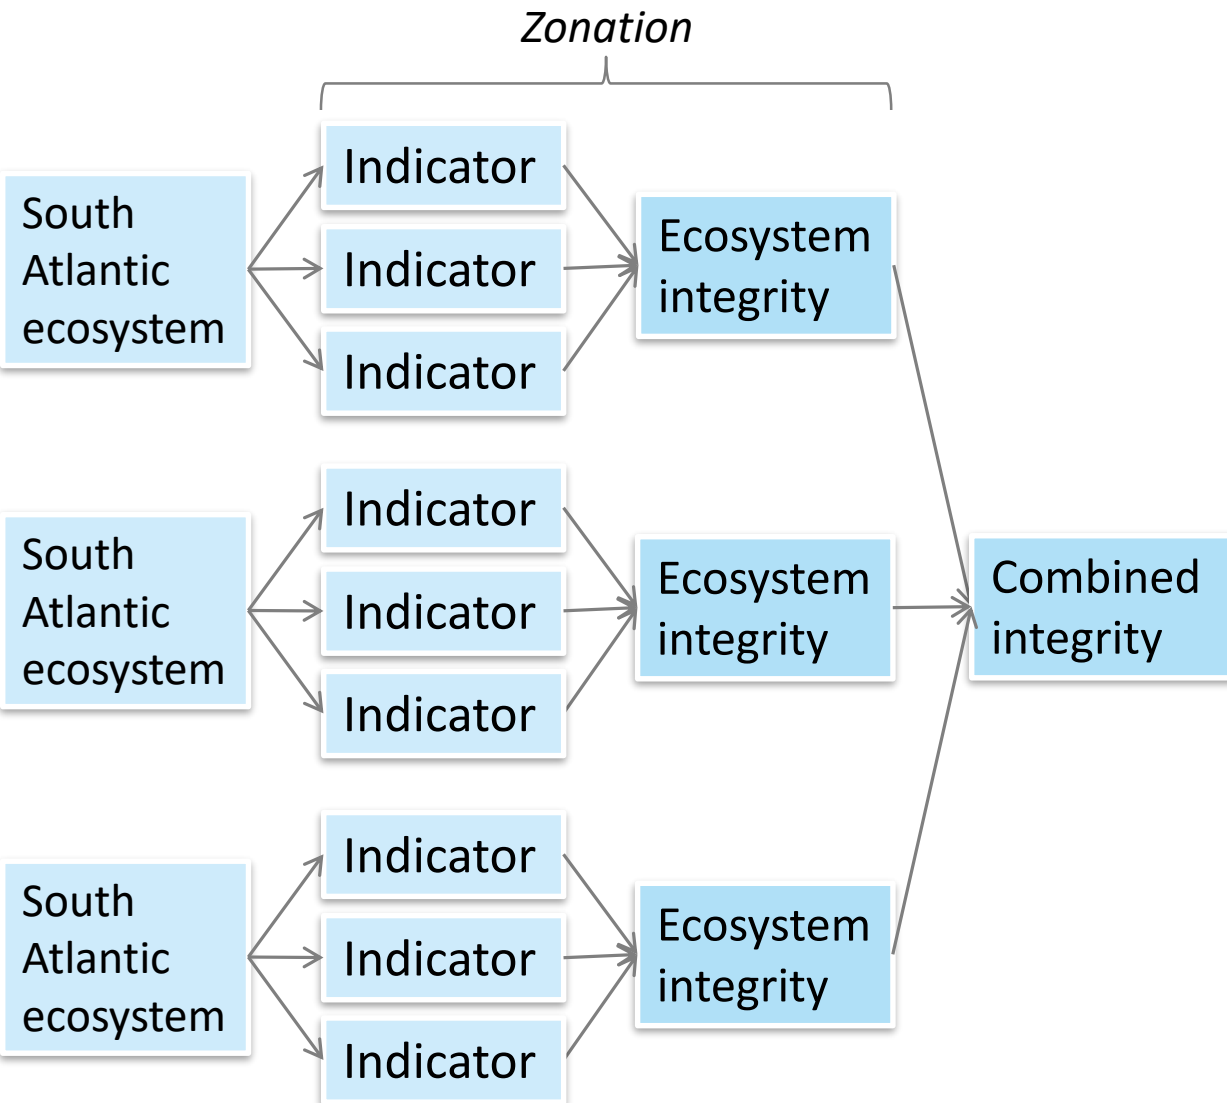 Zonation
South
Atlantic
ecosystem
Indicator
Indicator
Indicator
Ecosystem
integrity
South
Atlantic
ecosystem
Indicator
Indicator
Indicator
Ecosystem
integrity
Combined
integrity
South
Atlantic
ecosystem
Indicator
Indicator
Indicator
Ecosystem
integrity